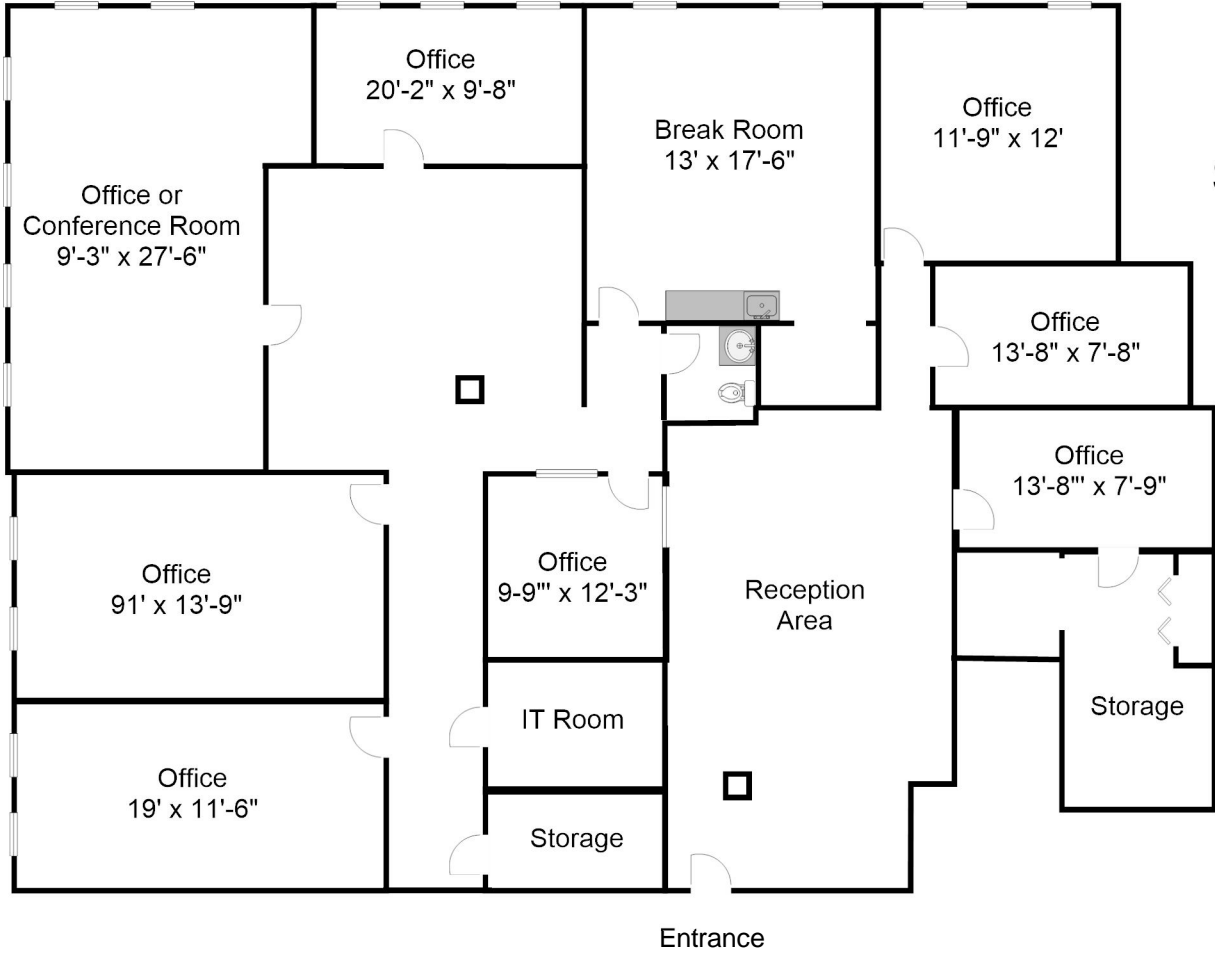 Office
20'-2" x 9'-8"
Break Room
13' x 17'-6"
Office
11'-9" x 12'
Office or
Conference Room
9'-3" x 27'-6"
Office
13'-8" x 7'-8"
Office
13'-8"' x 7'-9"
Office
91' x 13'-9"
Office
9-9"' x 12'-3"
Reception
Area
IT Room
Storage
Office
19' x 11'-6"
Storage
Entrance